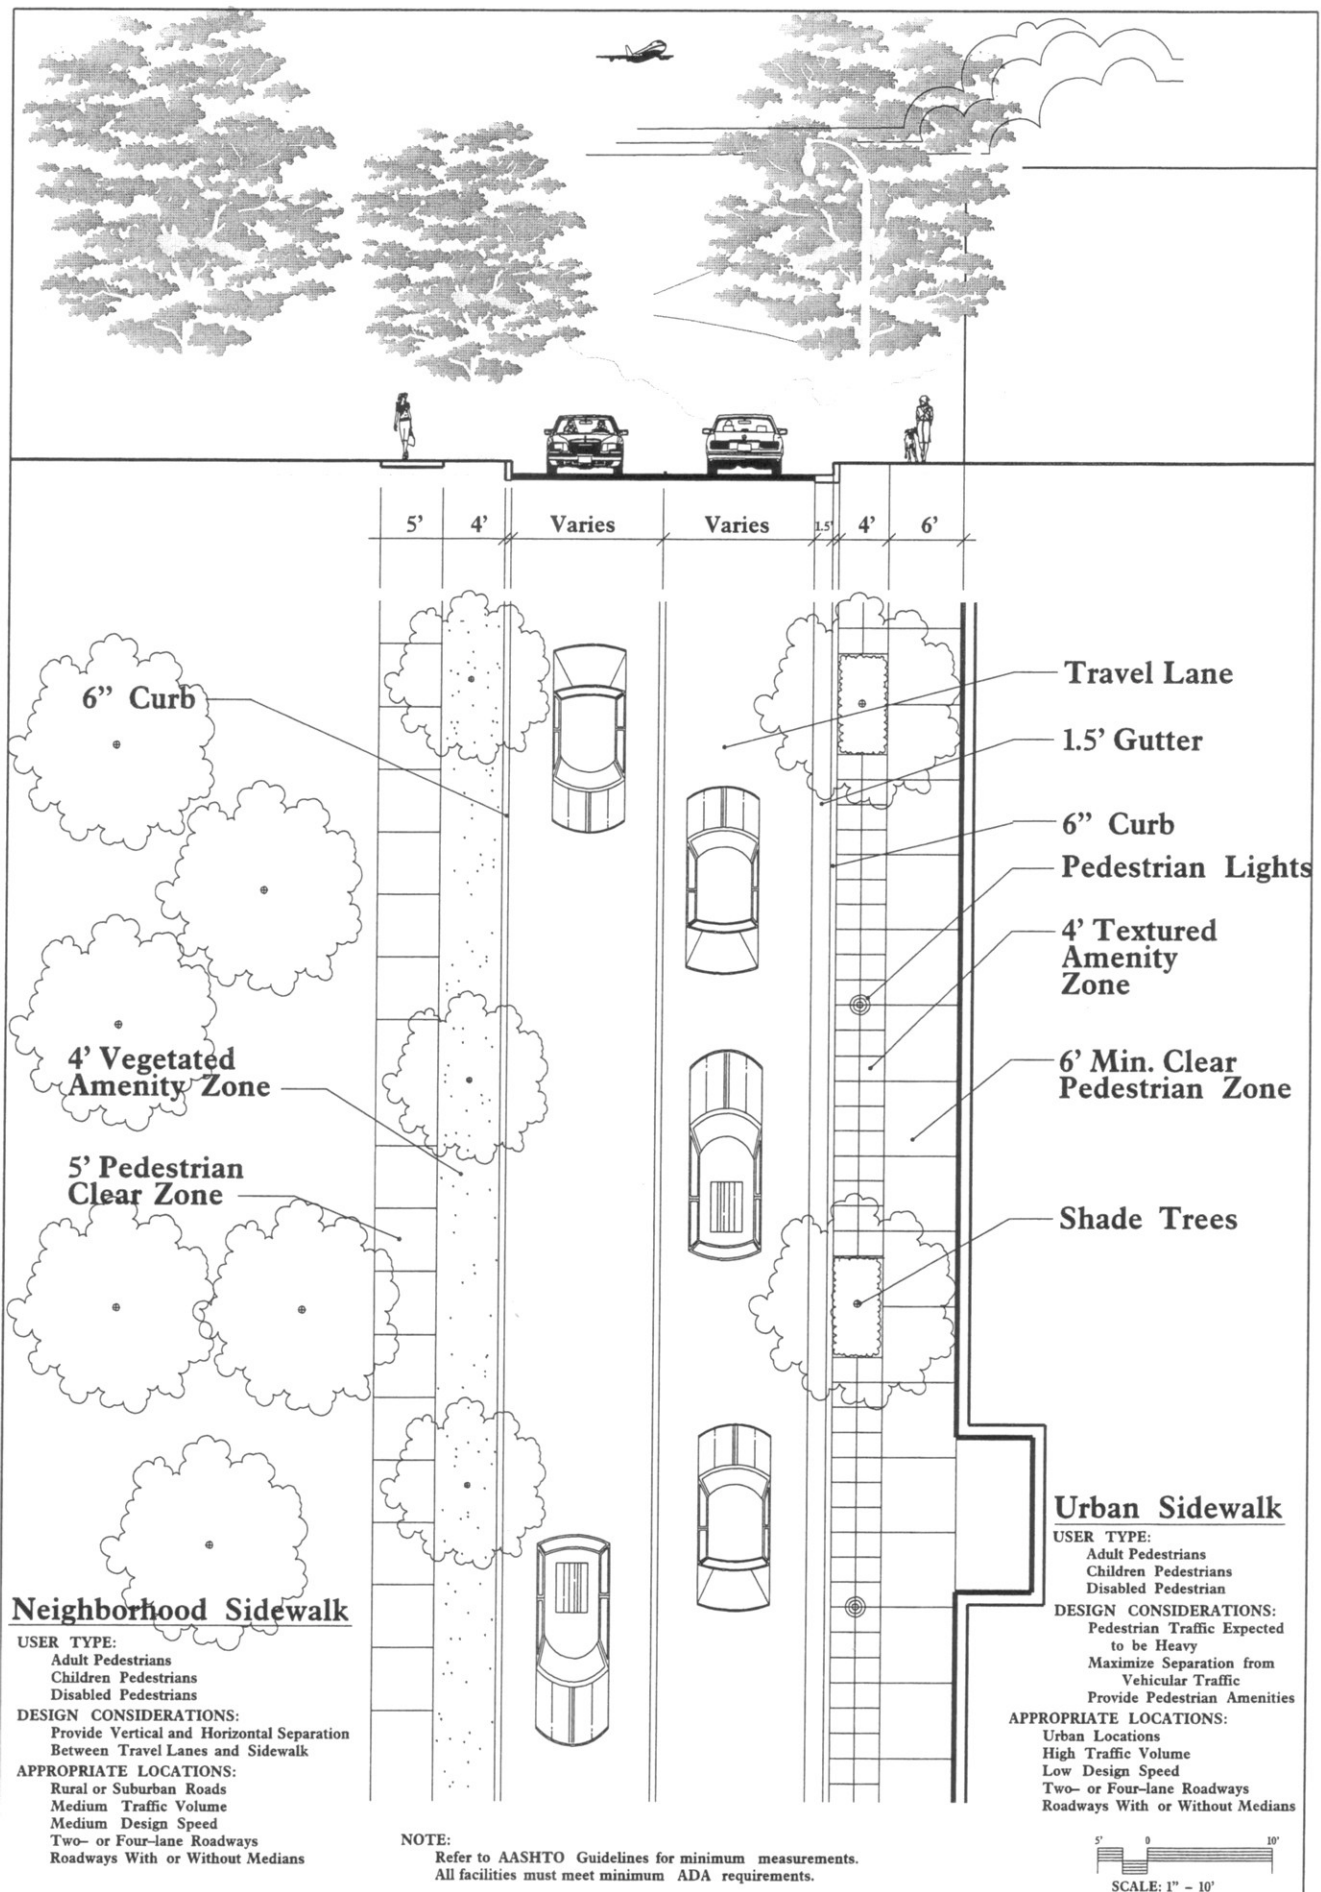 5’ 4’ Varies Varies 1.5’ 4’ 6’
6” Curb
4’ Vegetated
Amenity Zone
5’ Pedestrian
Clear Zone
Travel Lane
1.5’ Gutter
6” Curb
Pedestrian Lights
4’ Textured
Amenity
Zone
6’ Min. Clear
Pedestrian Zone
Shade Trees
Neighborhood Sidewalk
USER TYPE:
Adult Pedestrians
Children Pedestrians
Disabled Pedestrians
DESIGN CONSIDERATIONS:
Provide Vertical and Horizontal Separation
Between Travel Lanes and Sidewalk
APPROPRIATE LOCATIONS:
Rural or Suburban Roads
Medium Traffic Volume
Medium Design Speed
Two- or Four-lane Roadways
Roadways With or Without Medians
NOTE:
Refer to AASHTO Guidelines for minimum measurements.
All facilities must meet minimum ADA requirements.
Urban Sidewalk
USER TYPE:
Adult Pedestrians
Children Pedestrians
Disabled Pedestrian
DESIGN CONSIDERATIONS:
Pedestrian Traffic Expected
to be Heavy
Maximize Separation from
Vehicular Traffic
Provide Pedestrian Amenities
APPROPRIATE LOCATIONS:
Urban Locations
High Traffic Volume
Low Design Speed
Two- or Four-lane Roadways
Roadways With or Without Medians
5’ 0 10’
SCALE: 1” - 10’